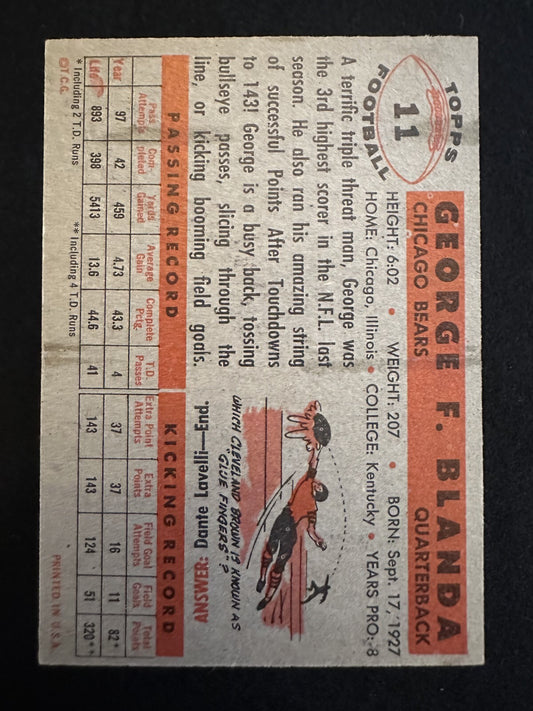 TOPPS
11
FOOTBALL
GEORGE F. BLANDA
CHICAGO BEARS QUARTERBACK
HEIGHT: 6:02 • WEIGHT: 207 • BORN: Sept. 17, 1927
HOME: Chicago, Illinois • COLLEGE: Kentucky • YEARS PRO: 8
A terrific triple threat man, George was
the 3rd highest scorer in the N.F.L. last
season. He also ran his amazing string
of successful Points After Touchdowns
to 143! George is a busy back, tossing
bullseye passes, slicing through the
line, or kicking booming field goals.
WHICH CLEVELAND BROWN IS KNOWN AS
"GLUE FINGERS"?
ANSWER: Dante Lavelli—End.
PASSING RECORD KICKING RECORD
Pass Attempts Completed Yards Gained Average Gain Complete Pctg. T.D. Passes Extra Point Attempts Extra Points Field Goal Attempts Field Goals Total Points
Year 97 42 459 4.73 43.3 4 37 37 16 11 82*
Life 893 398 5413 13.6 44.6 41 143 143 124 51 320**
* Including 2 T.D. Runs ** Including 4 T.D. Runs
©T.C.G. PRINTED IN U.S.A.